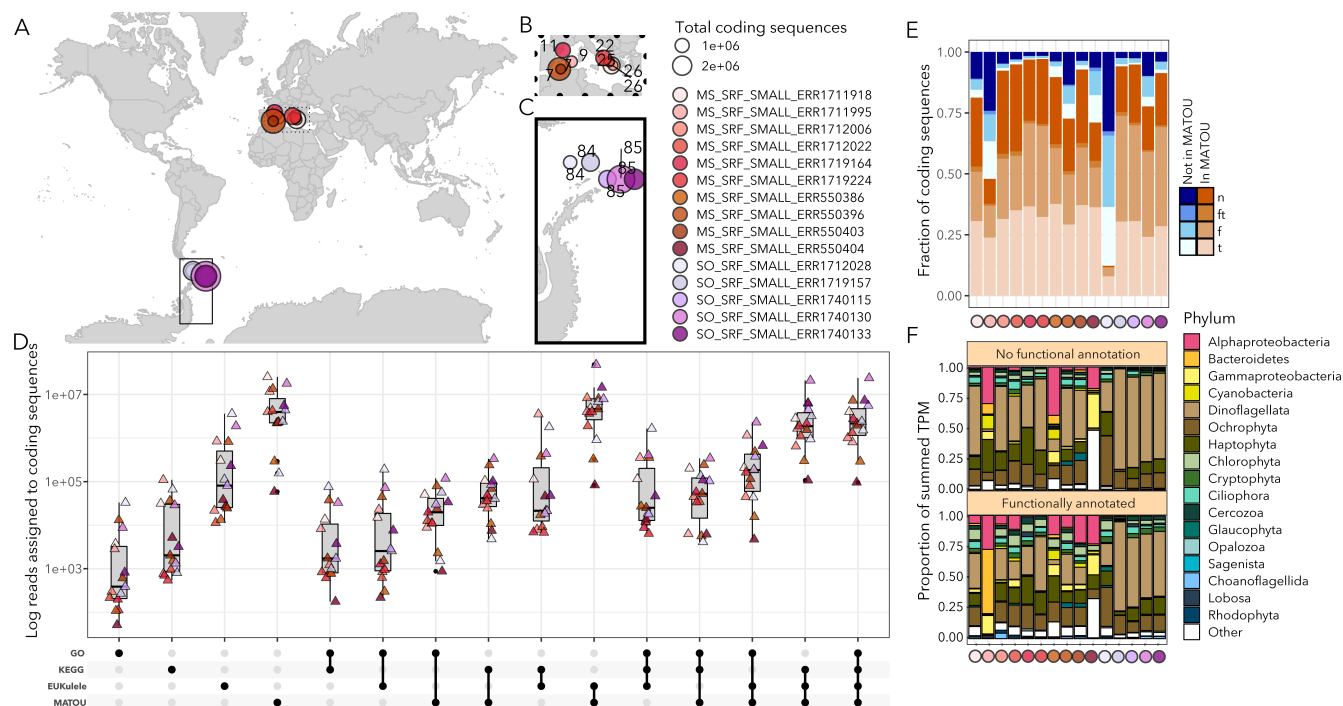 A
B
11
22
9
7
7
25
5
26
26
C
84
84
85
85
85
Total coding sequences
1e+06
2e+06
MS_SRF_SMALL_ERR1711918
MS_SRF_SMALL_ERR1711995
MS_SRF_SMALL_ERR1712006
MS_SRF_SMALL_ERR1712022
MS_SRF_SMALL_ERR1719164
MS_SRF_SMALL_ERR1719224
MS_SRF_SMALL_ERR550386
MS_SRF_SMALL_ERR550396
MS_SRF_SMALL_ERR550403
MS_SRF_SMALL_ERR550404
SO_SRF_SMALL_ERR1712028
SO_SRF_SMALL_ERR1719157
SO_SRF_SMALL_ERR1740115
SO_SRF_SMALL_ERR1740130
SO_SRF_SMALL_ERR1740133
D
Log reads assigned to coding sequences
1e+07
1e+05
1e+03
GO
KEGG
EUKulele
MATOU
E
Fraction of coding sequences
1.00
0.75
0.50
0.25
0.00
Not in MATOU
In MATOU
n
ft
f
t
F
Proportion of summed TPM
No functional annotation
1.00
0.75
0.50
0.25
0.00
Functionally annotated
1.00
0.75
0.50
0.25
0.00
Phylum
Alphaproteobacteria
Bacteroidetes
Gammaproteobacteria
Cyanobacteria
Dinoflagellata
Ochrophyta
Haptophyta
Chlorophyta
Cryptophyta
Ciliophora
Cercozoa
Glaucophyta
Opalozoa
Sagenista
Choanoflagellida
Lobosa
Rhodophyta
Other